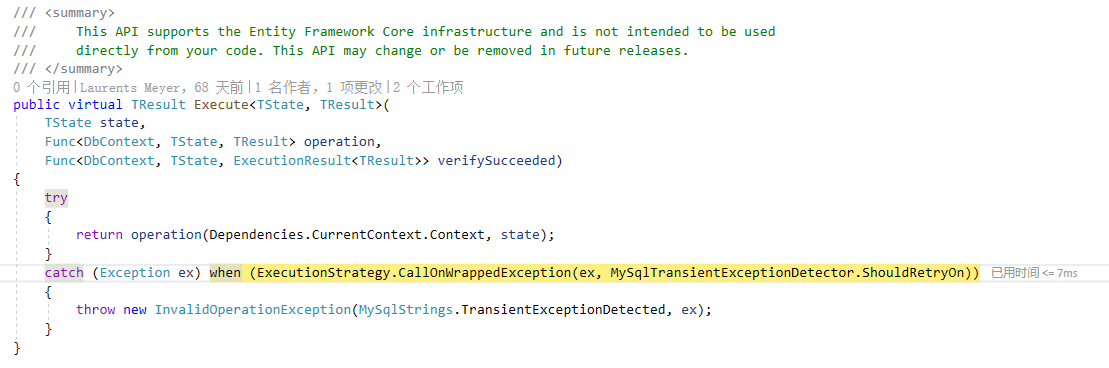 /// <summary>
///     This API supports the Entity Framework Core infrastructure and is not intended to be used
///     directly from your code. This API may change or be removed in future releases.
/// </summary>
0 个引用|Laurents Meyer，68 天前|1 名作者，1 项更改|2 个工作项
public virtual TResult Execute<TState, TResult>(
    TState state,
    Func<DbContext, TState, TResult> operation,
    Func<DbContext, TState, ExecutionResult<TResult>> verifySucceeded)
{
    try
    {
        return operation(Dependencies.CurrentContext.Context, state);
    }
    catch (Exception ex) when (ExecutionStrategy.CallOnWrappedException(ex, MySqlTransientExceptionDetector.ShouldRetryOn)) 已用时间 <= 7ms
    {
        throw new InvalidOperationException(MySqlStrings.TransientExceptionDetected, ex);
    }
}